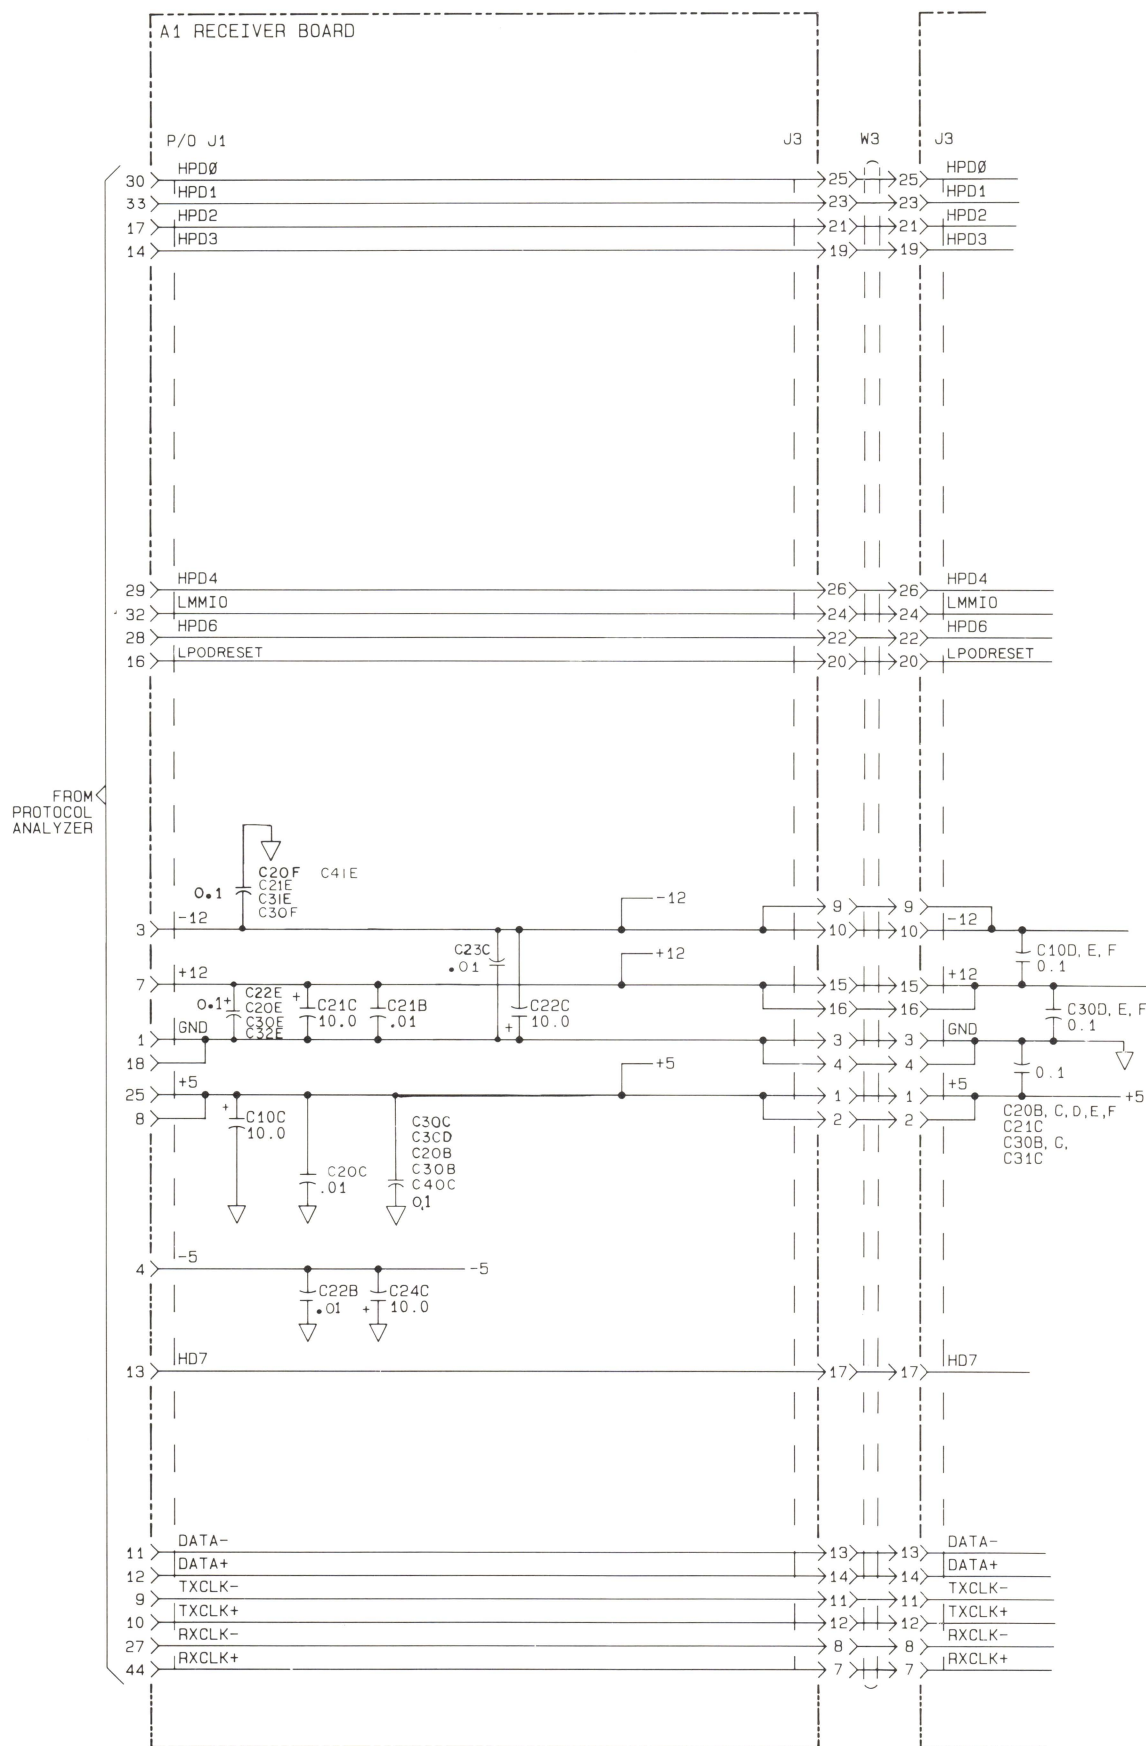 A1 RECEIVER BOARD
P/O J1 J3 W3 J3
30 HPDØ 25 25 HPDØ
33 HPD1 23 23 HPD1
17 HPD2 21 21 HPD2
14 HPD3 19 19 HPD3
29 HPD4 26 26 HPD4
32 LMMIO 24 24 LMMIO
28 HPD6 22 22 HPD6
16 LPODRESET 20 20 LPODRESET
FROM
PROTOCOL
ANALYZER
0.1
C20F C41E
C21E
C31E
C30F
-12
9 9
3 -12 10 10 -12
C23C
.01
C10D, E, F
0.1
+12
7 +12 15 15 +12
0.1+
C22E
C20E
C30E
C32E
+ C21C
10.0
C21B
.01
C22C
+ 10.0
16 16
C30D, E, F
0.1
1 GND 3 3 GND
18 4 4
+5
0.1
25 +5 1 1 +5 +5
8 2 2
+ C10C
10.0
C20C
.01
C30C
C3CD
C20B
C30B
C40C
0.1
C20B, C, D, E, F
C21C
C30B, C,
C31C
4 -5 -5
C22B
.01
C24C
+ 10.0
13 HD7 17 17 HD7
11 DATA- 13 13 DATA-
12 DATA+ 14 14 DATA+
9 TXCLK- 11 11 TXCLK-
10 TXCLK+ 12 12 TXCLK+
27 RXCLK- 8 8 RXCLK-
44 RXCLK+ 7 7 RXCLK+